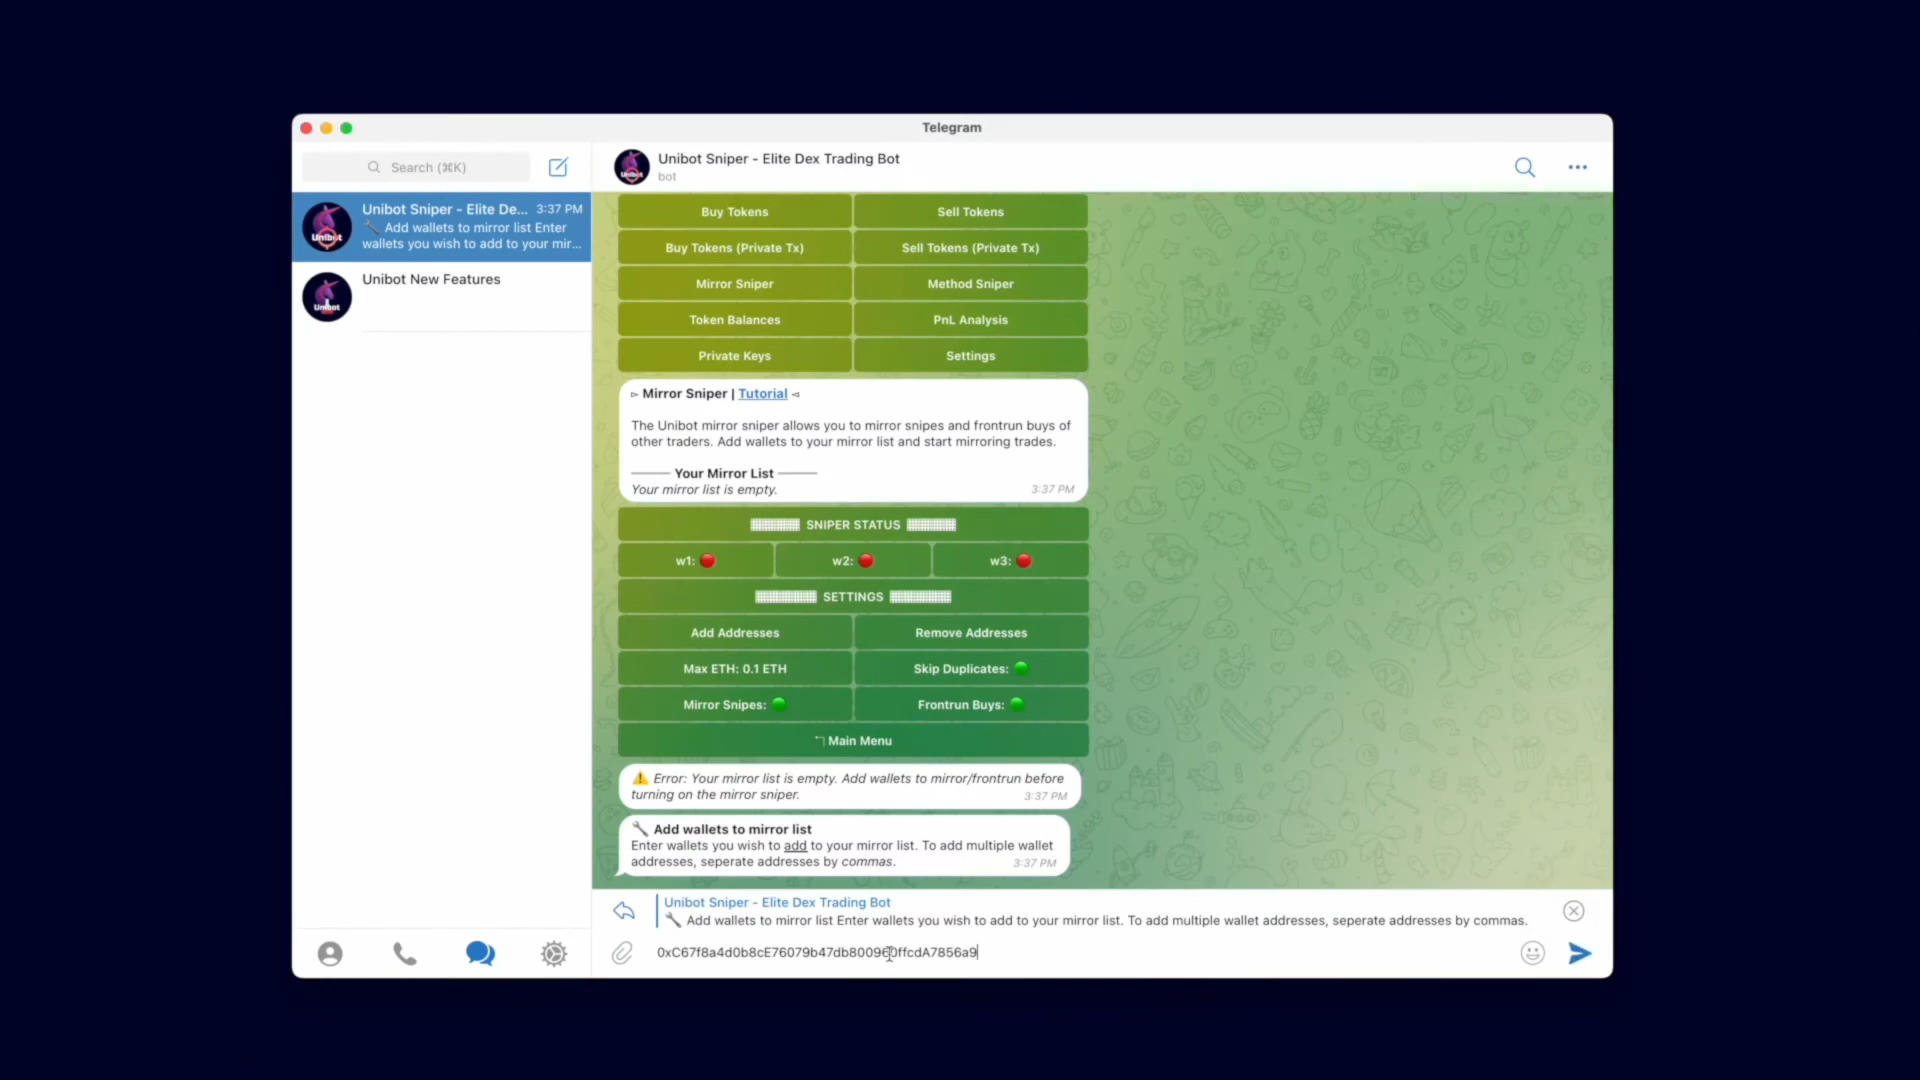 Telegram
Search (⌘K)
Unibot Sniper - Elite De... 3:37 PM
🔧 Add wallets to mirror list Enter
wallets you wish to add to your mir...
Unibot New Features
Unibot
Unibot
Unibot
Unibot Sniper - Elite Dex Trading Bot
bot
Buy Tokens Sell Tokens
Buy Tokens (Private Tx) Sell Tokens (Private Tx)
Mirror Sniper Method Sniper
Token Balances PnL Analysis
Private Keys Settings
▻ Mirror Sniper | Tutorial ◅
The Unibot mirror sniper allows you to mirror snipes and frontrun buys of
other traders. Add wallets to your mirror list and start mirroring trades.
——— Your Mirror List ———
Your mirror list is empty. 3:37 PM
SNIPER STATUS
w1: 🔴 w2: 🔴 w3: 🔴
SETTINGS
Add Addresses Remove Addresses
Max ETH: 0.1 ETH Skip Duplicates: 🟢
Mirror Snipes: 🟢 Frontrun Buys: 🟢
Main Menu
⚠️ Error: Your mirror list is empty. Add wallets to mirror/frontrun before
turning on the mirror sniper. 3:37 PM
🔧 Add wallets to mirror list
Enter wallets you wish to add to your mirror list. To add multiple wallet
addresses, seperate addresses by commas. 3:37 PM
Unibot Sniper - Elite Dex Trading Bot
🔧 Add wallets to mirror list Enter wallets you wish to add to your mirror list. To add multiple wallet addresses, seperate addresses by commas.